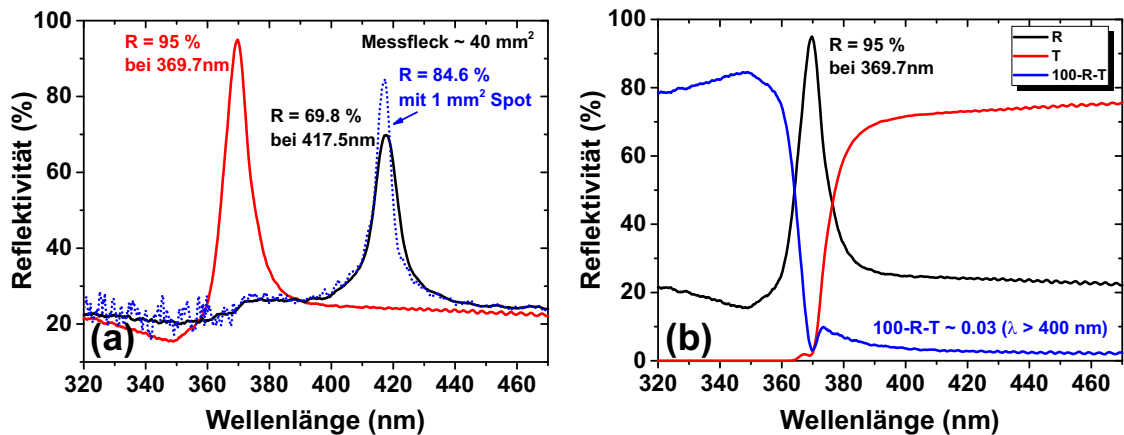 100
80
60
40
20
Reflektivität (%)
R = 95 %
bei 369.7nm
Messfleck ~ 40 mm²
R = 84.6 %
mit 1 mm² Spot
R = 69.8 %
bei 417.5nm
(a)
320 340 360 380 400 420 440 460
Wellenlänge (nm)
100
80
60
40
20
0
Reflektivität (%)
R = 95 %
bei 369.7nm
R
T
100-R-T
100-R-T ~ 0.03 (λ > 400 nm)
(b)
320 340 360 380 400 420 440 460
Wellenlänge (nm)